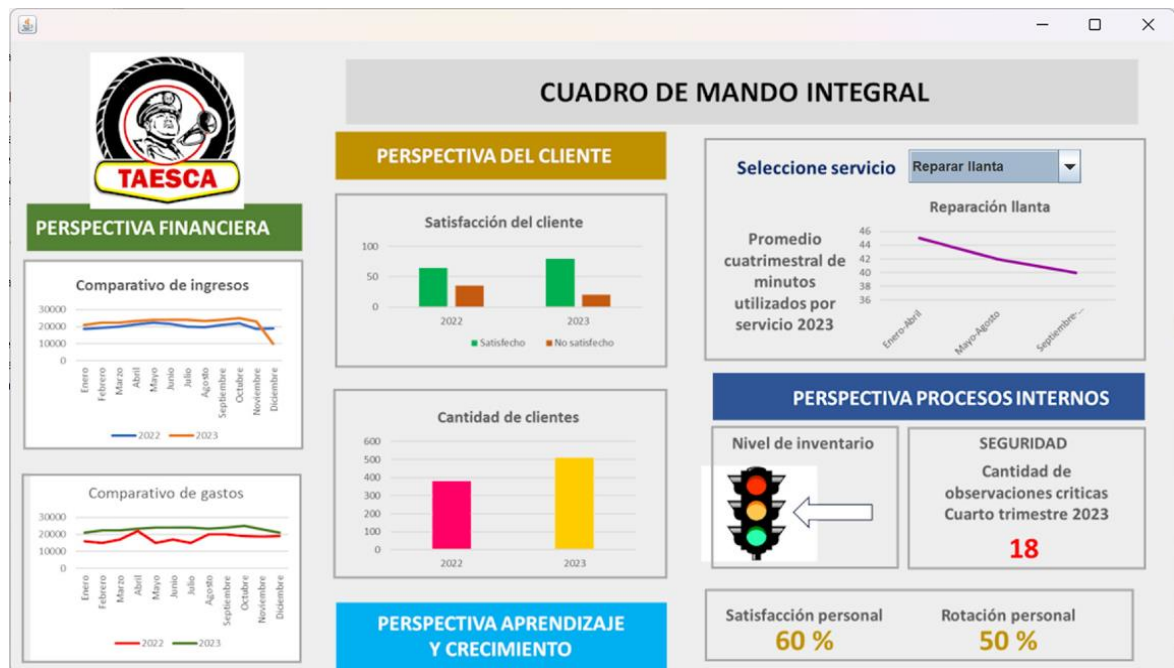 CUADRO DE MANDO INTEGRAL
TAESCA
PERSPECTIVA FINANCIERA
Comparativo de ingresos
30000
20000
10000
0
Enero
Febrero
Marzo
Abril
Mayo
Junio
Julio
Agosto
Septiembre
Octubre
Noviembre
Diciembre
2022 2023
Comparativo de gastos
30000
20000
10000
0
Enero
Febrero
Marzo
Abril
Mayo
Junio
Julio
Agosto
Septiembre
Octubre
Noviembre
Diciembre
2022 2023
PERSPECTIVA DEL CLIENTE
Satisfacción del cliente
100
50
0
2022 2023
Satisfecho No satisfecho
Cantidad de clientes
600
500
400
300
200
100
0
2022 2023
PERSPECTIVA APRENDIZAJE
Y CRECIMIENTO
Seleccione servicio Reparar llanta
Reparación llanta
Promedio
cuatrimestral de
minutos
utilizados por
servicio 2023
46
44
42
40
38
36
Enero-Abril
Mayo-Agosto
Septiembre-...
PERSPECTIVA PROCESOS INTERNOS
Nivel de inventario
SEGURIDAD
Cantidad de
observaciones criticas
Cuarto trimestre 2023
18
Satisfacción personal
60 %
Rotación personal
50 %